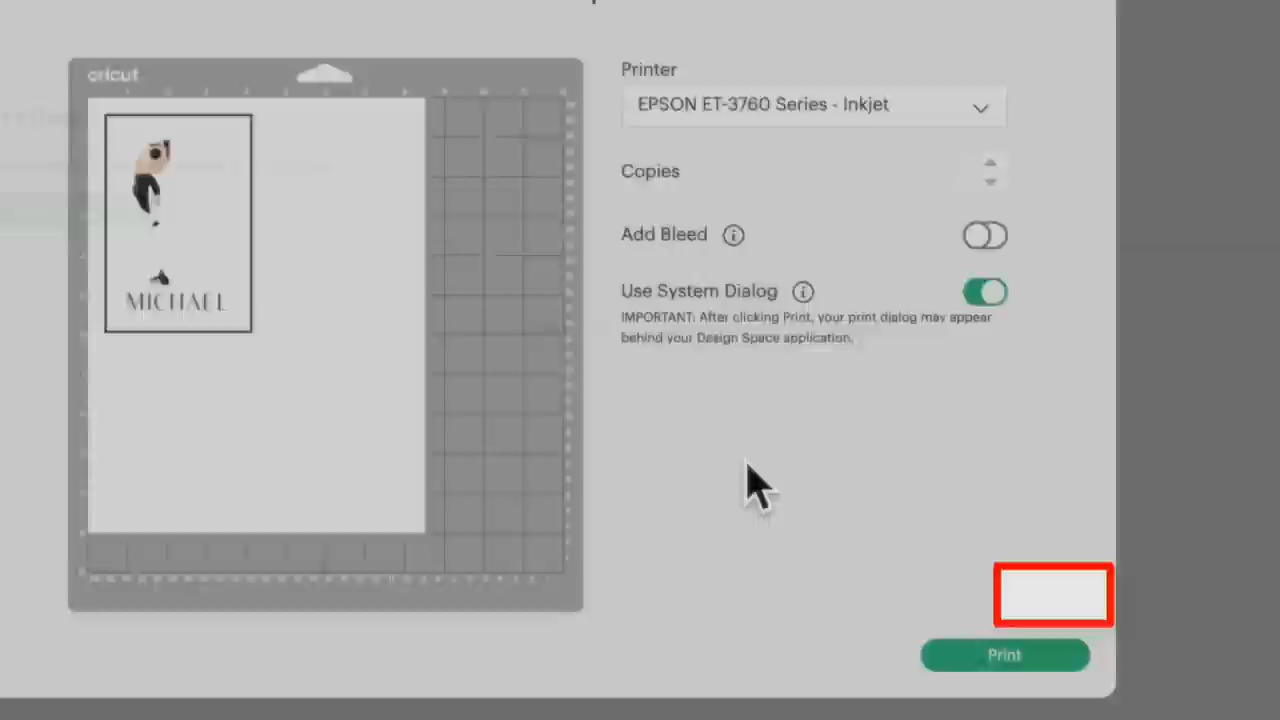 cricut
MICHAEL
Printer
EPSON ET-3760 Series - Inkjet
Copies
Add Bleed
Use System Dialog
IMPORTANT: After clicking Print, your print dialog may appear
behind your Design Space application.
Print